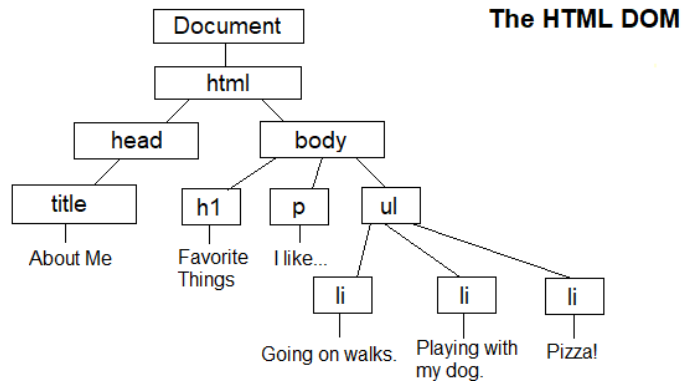 The HTML DOM
Document
html
head
body
title
h1
p
ul
About Me
Favorite
Things
I like...
li
li
li
Going on walks.
Playing with
my dog.
Pizza!